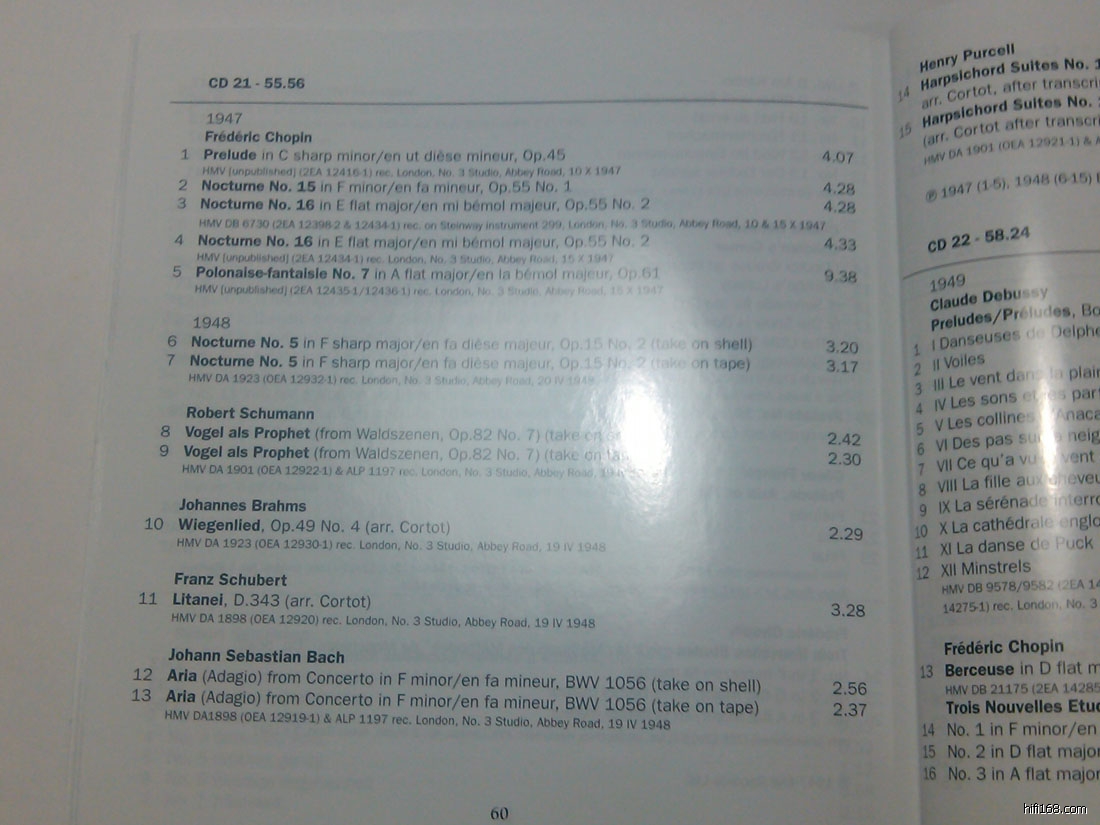 CD 21 - 55.56
1947
Frédéric Chopin
1 Prelude in C sharp minor/en ut dièse mineur, Op.45 4.07
HMV [unpublished] (2EA 12416-1) rec. London, No. 3 Studio, Abbey Road, 10 X 1947
2 Nocturne No. 15 in F minor/en fa mineur, Op.55 No. 1 4.28
3 Nocturne No. 16 in E flat major/en mi bémol majeur, Op.55 No. 2 4.28
HMV DB 6730 (2EA 12398-2 & 12434-1) rec. on Steinway instrument 299, London, No. 3 Studio, Abbey Road, 10 & 15 X 1947
4 Nocturne No. 16 in E flat major/en mi bémol majeur, Op.55 No. 2 4.33
HMV [unpublished] (2EA 12434-1) rec. London, No. 3 Studio, Abbey Road, 15 X 1947
5 Polonaise-fantaisie No. 7 in A flat major/en la bémol majeur, Op.61 9.38
HMV [unpublished] (2EA 12435-1/12436-1) rec. London, No. 3 Studio, Abbey Road, 15 X 1947
1948
6 Nocturne No. 5 in F sharp major/en fa dièse majeur, Op.15 No. 2 (take on shell) 3.20
7 Nocturne No. 5 in F sharp major/en fa dièse majeur, Op.15 No. 2 (take on tape) 3.17
HMV DA 1923 (OEA 12932-1) rec. London, No. 3 Studio, Abbey Road, 20 IV 1948
Robert Schumann
8 Vogel als Prophet (from Waldszenen, Op.82 No. 7) (take on 2.42
9 Vogel als Prophet (from Waldszenen, Op.82 No. 7) (take on 2.30
HMV DA 1901 (OEA 12922-1) & ALP 1197 rec. London, No. 3 Studio, Abbey Road, 19
Johannes Brahms
10 Wiegenlied, Op.49 No. 4 (arr. Cortot) 2.29
HMV DA 1923 (OEA 12930-1) rec. London, No. 3 Studio, Abbey Road, 19 IV 1948
Franz Schubert
11 Litanei, D.343 (arr. Cortot) 3.28
HMV DA 1898 (OEA 12920) rec. London, No. 3 Studio, Abbey Road, 19 IV 1948
Johann Sebastian Bach
12 Aria (Adagio) from Concerto in F minor/en fa mineur, BWV 1056 (take on shell) 2.56
13 Aria (Adagio) from Concerto in F minor/en fa mineur, BWV 1056 (take on tape) 2.37
HMV DA1898 (OEA 12919-1) & ALP 1197 rec. London, No. 3 Studio, Abbey Road, 19 IV 1948
60
Henry Purcell
14 Harpsichord Suites No. 1
arr. Cortot, after transcri
15 Harpsichord Suites No.
(arr. Cortot after transcri
HMV DA 1901 (OEA 12921-1) &
℗ 1947 (1-5), 1948 (6-15)
CD 22 - 58.24
1949
Claude Debussy
Preludes/Préludes, Bo
1 I Danseuses de Delphe
2 II Voiles
3 III Le vent dans la plain
4 IV Les sons et les par
5 V Les collines d'Anaca
6 VI Des pas sur la neig
7 VII Ce qu'a vu vent
8 VIII La fille aux cheveu
9 IX La sérénade interro
10 X La cathédrale englo
11 XI La danse de Puck
12 XII Minstrels
HMV DB 9578/9582 (2EA 14
14275-1) rec. London, No. 3
Frédéric Chopin
13 Berceuse in D flat m
HMV DB 21175 (2EA 14285
Trois Nouvelles Etud
14 No. 1 in F minor/en
15 No. 2 in D flat major
16 No. 3 in A flat major
hifi168.com